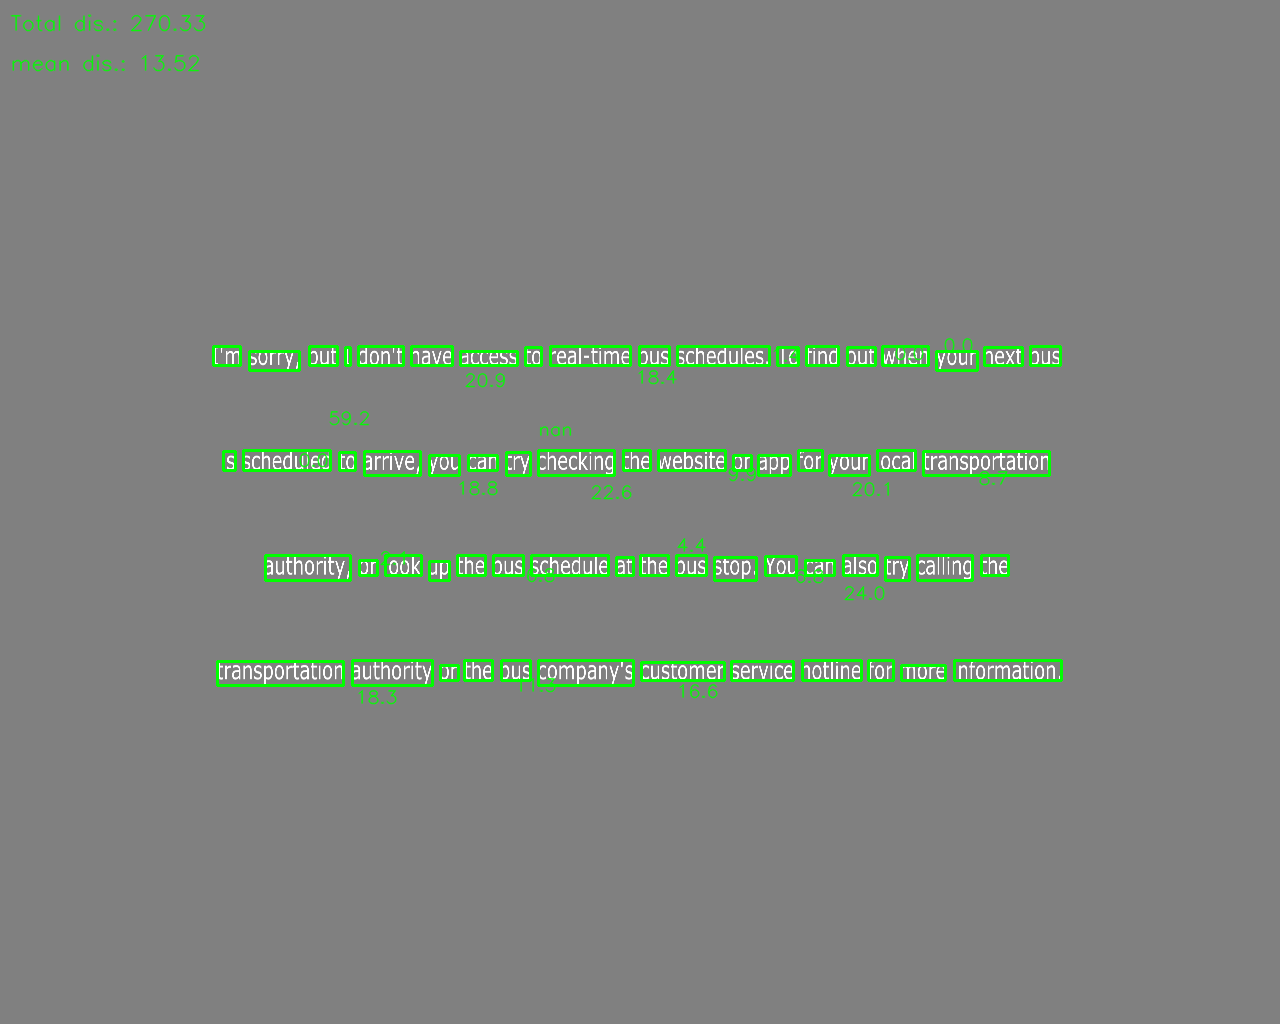 Total dis.: 270.33
mean dis.: 13.52
I'm sorry, but I don't have access to real-time bus schedules. To find out when your next bus
0.0
20.9 18.4
59.2 nan
is scheduled to arrive, you can try checking the website or app for your local transportation
9.3 8.7
18.8 22.6 20.1
4.4
authority, or look up the bus schedule at the bus stop. You can also try calling the
24.0
transportation authority or the bus company's customer service hotline for more information.
18.3 11.3 16.6